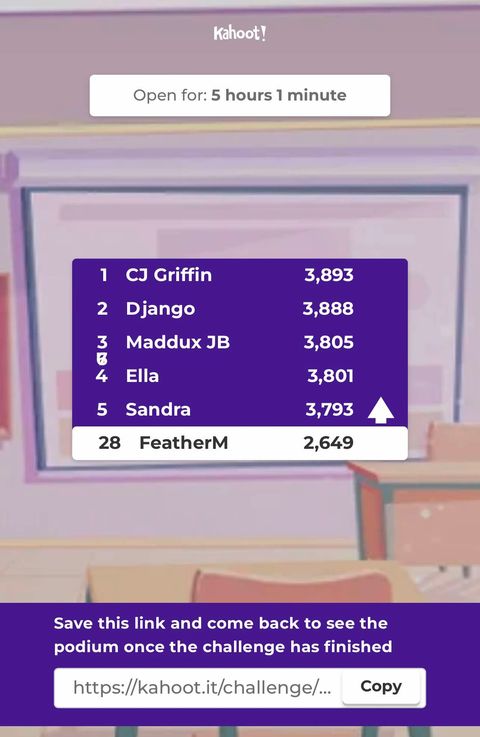 Kahoot!
Open for: 5 hours 1 minute
1 CJ Griffin 3,893
2 Django 3,888
3 Maddux JB 3,805
4 Ella 3,801
5 Sandra 3,793
28 FeatherM 2,649
Save this link and come back to see the
podium once the challenge has finished
https://kahoot.it/challenge/...
Copy